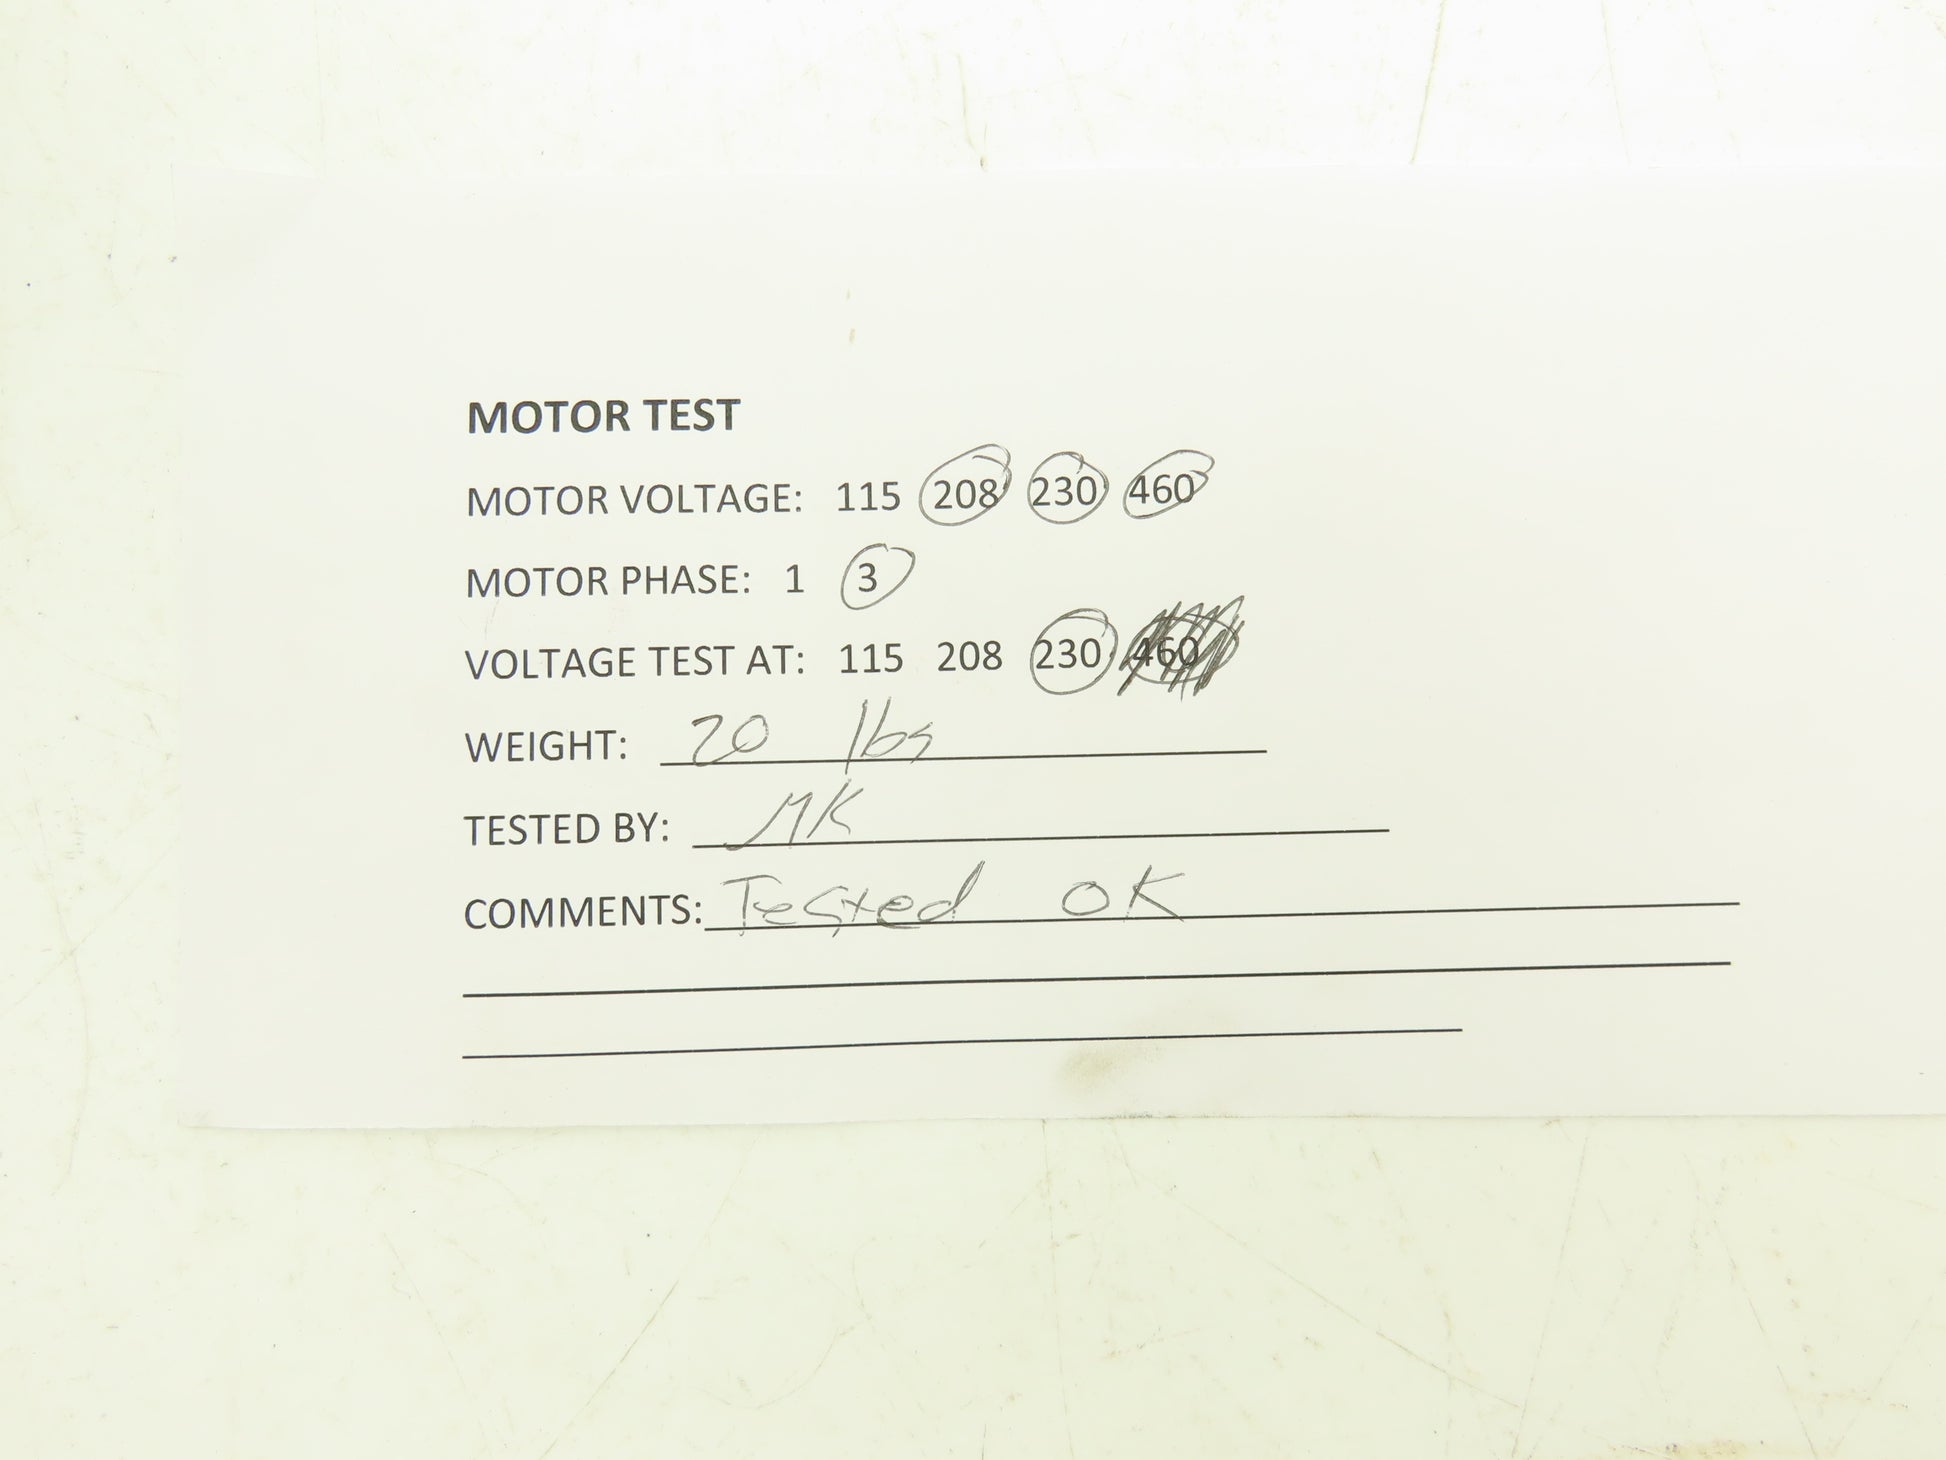 MOTOR TEST
MOTOR VOLTAGE: 115 208 230 460
MOTOR PHASE: 1 3
VOLTAGE TEST AT: 115 208 230 460
WEIGHT: 20 lbs
TESTED BY: MK
COMMENTS: Tested OK